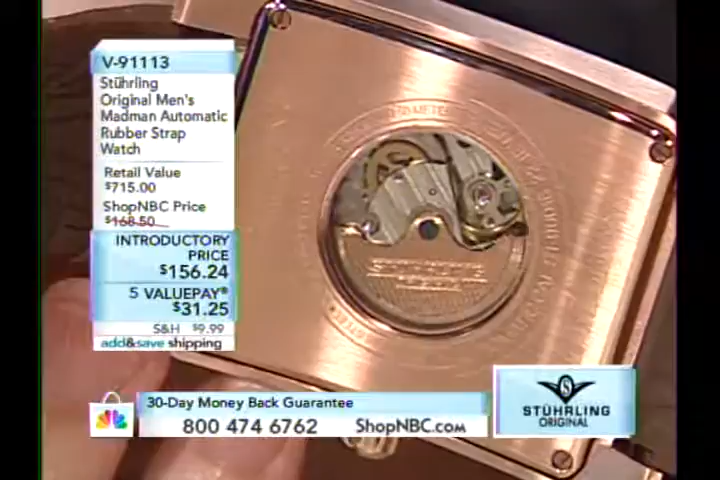 V-91113
Stührling
Original Men's
Madman Automatic
Rubber Strap
Watch
Retail Value
$715.00
ShopNBC Price
$168.50
INTRODUCTORY
PRICE
$156.24
5 VALUEPAY®
$31.25
S&H $9.99
add&save shipping
30-Day Money Back Guarantee
800 474 6762 ShopNBC.com
S
STÜHRLING
ORIGINAL